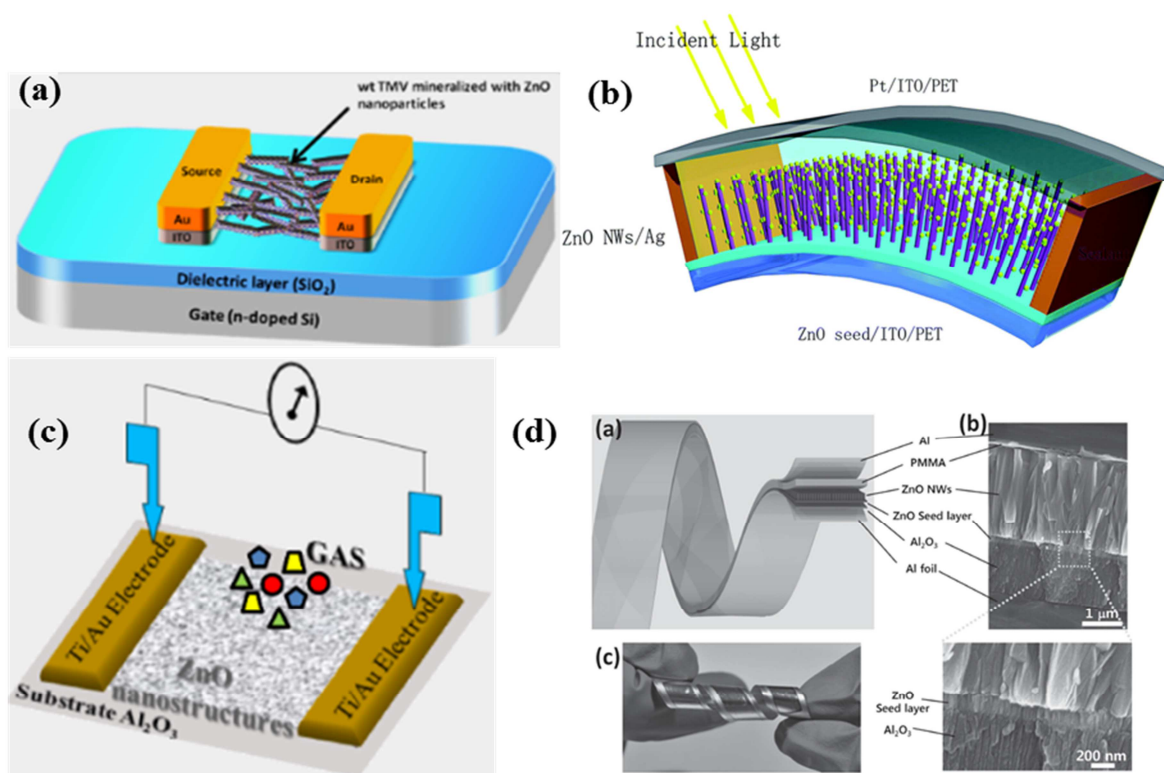 (a)
wt TMV mineralized with ZnO
nanoparticles
Source
Drain
Au
ITO
Au
ITO
Dielectric layer (SiO₂)
Gate (n-doped Si)
Incident Light
(b)
Pt/ITO/PET
ZnO NWs/Ag
ZnO seed/ITO/PET
(c)
GAS
Ti/Au Electrode
Ti/Au Electrode
ZnO
nanostructures
Substrate Al₂O₃
(d)
(a)
Al
PMMA
ZnO NWs
ZnO Seed layer
Al₂O₃
Al foil
(b)
1 μm
(c)
ZnO
Seed layer
Al₂O₃
200 nm